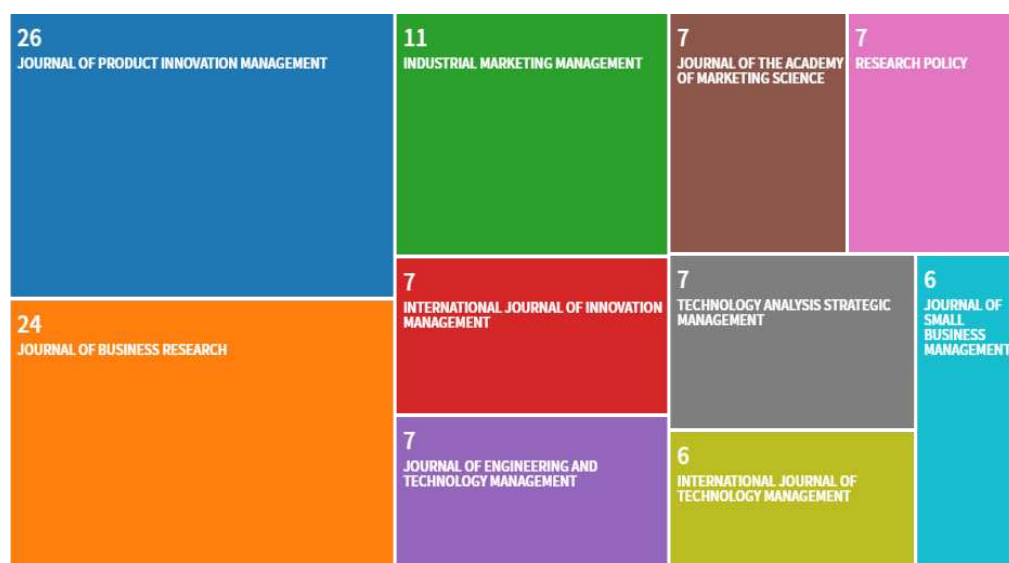 26
JOURNAL OF PRODUCT INNOVATION MANAGEMENT
24
JOURNAL OF BUSINESS RESEARCH
11
INDUSTRIAL MARKETING MANAGEMENT
7
INTERNATIONAL JOURNAL OF INNOVATION
MANAGEMENT
7
JOURNAL OF ENGINEERING AND
TECHNOLOGY MANAGEMENT
7
JOURNAL OF THE ACADEMY
OF MARKETING SCIENCE
7
RESEARCH POLICY
7
TECHNOLOGY ANALYSIS STRATEGIC
MANAGEMENT
6
INTERNATIONAL JOURNAL OF
TECHNOLOGY MANAGEMENT
6
JOURNAL OF
SMALL
BUSINESS
MANAGEMENT